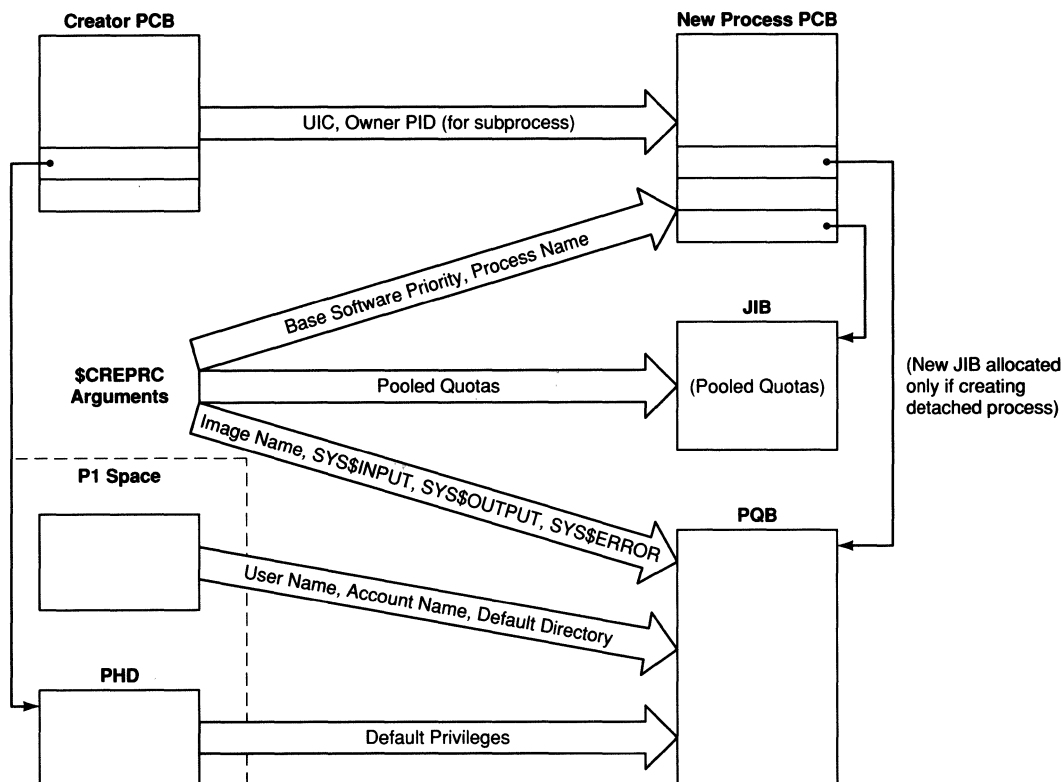 Creator PCB
New Process PCB
UIC, Owner PID (for subprocess)
Base Software Priority, Process Name
JIB
$CREPRC
Arguments
Pooled Quotas
(Pooled Quotas)
(New JIB allocated
only if creating
detached process)
Image Name, SYS$INPUT, SYS$OUTPUT, SYS$ERROR
P1 Space
PQB
User Name, Account Name, Default Directory
PHD
Default Privileges